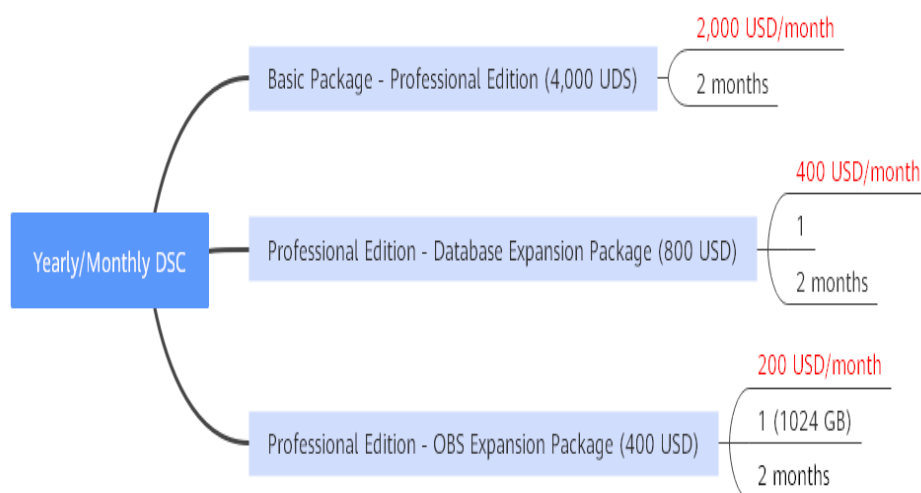 Yearly/Monthly DSC
Basic Package - Professional Edition (4,000 UDS)
2,000 USD/month
2 months
Professional Edition - Database Expansion Package (800 USD)
400 USD/month
1
2 months
Professional Edition - OBS Expansion Package (400 USD)
200 USD/month
1 (1024 GB)
2 months